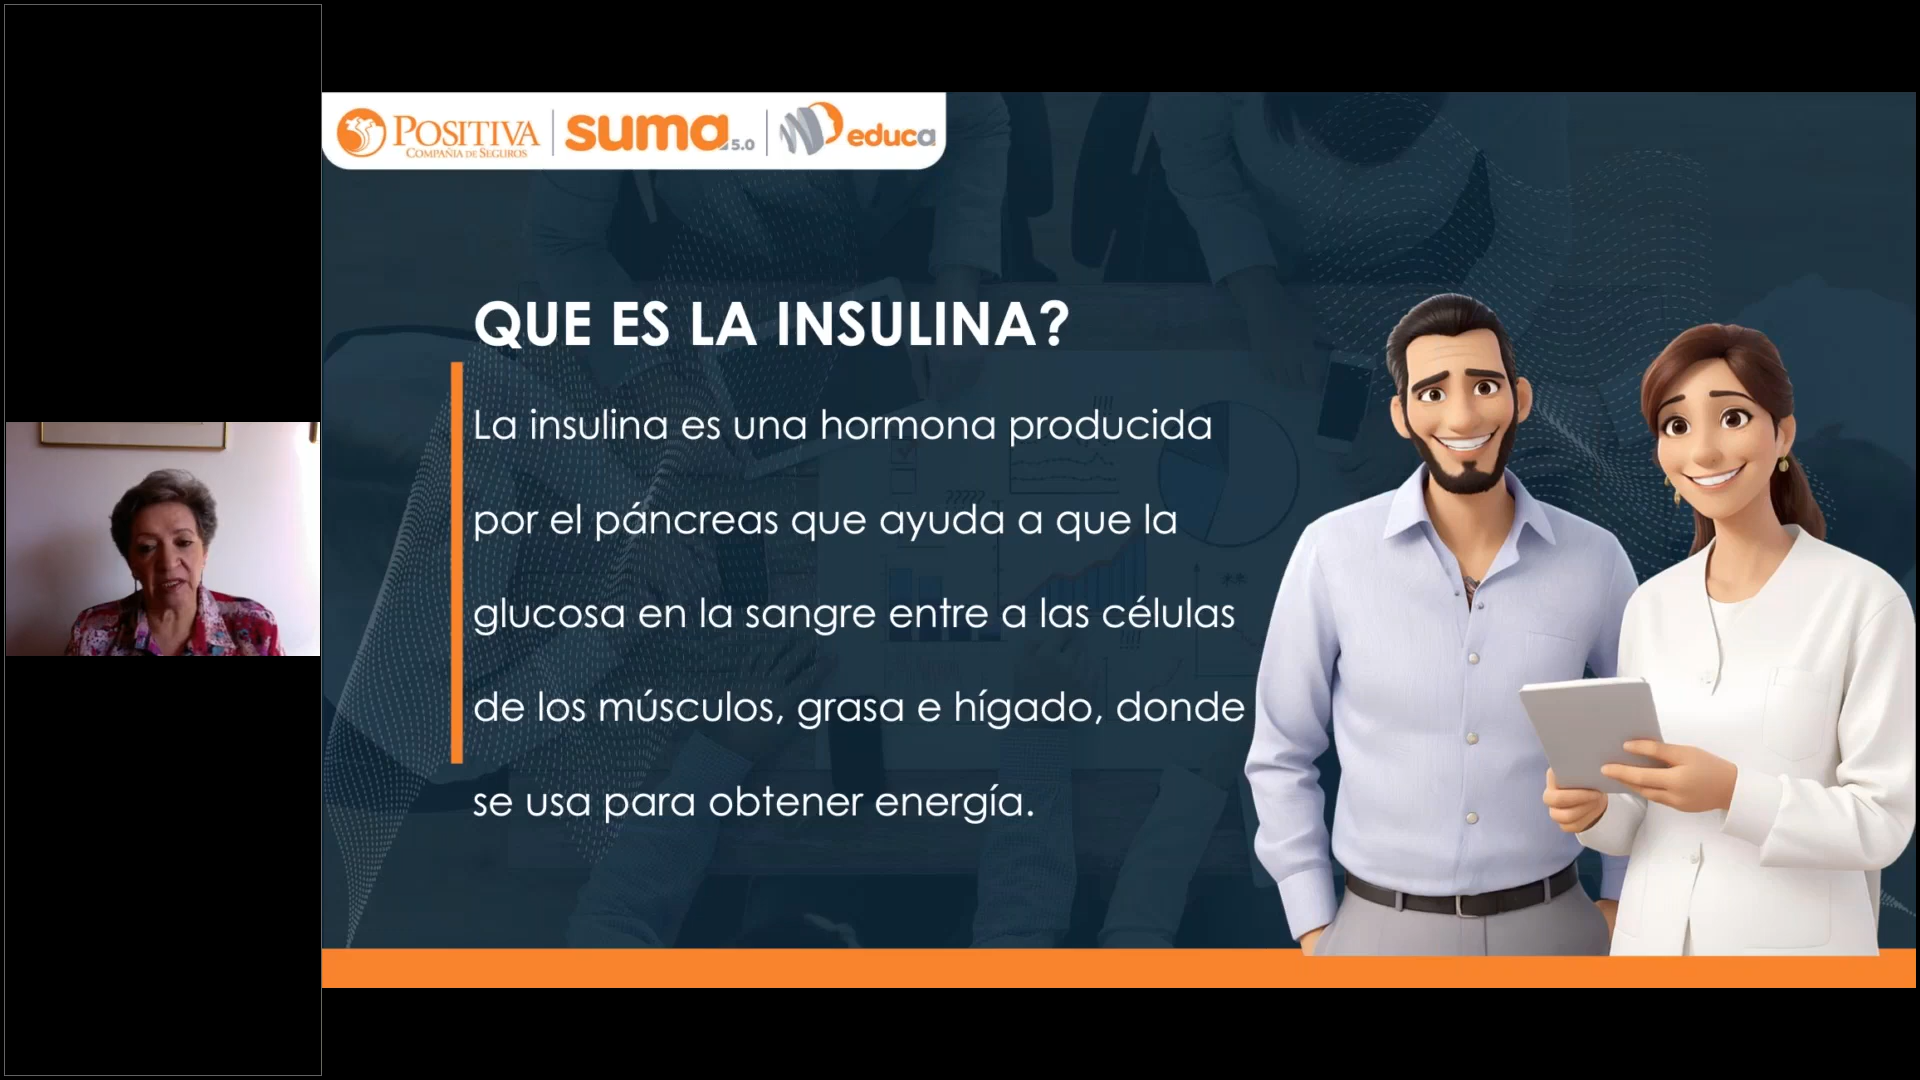 POSITIVA
COMPAÑIA DE SEGUROS
suma 5.0
educa
QUE ES LA INSULINA?
La insulina es una hormona producida
por el páncreas que ayuda a que la
glucosa en la sangre entre a las células
de los músculos, grasa e hígado, donde
se usa para obtener energía.